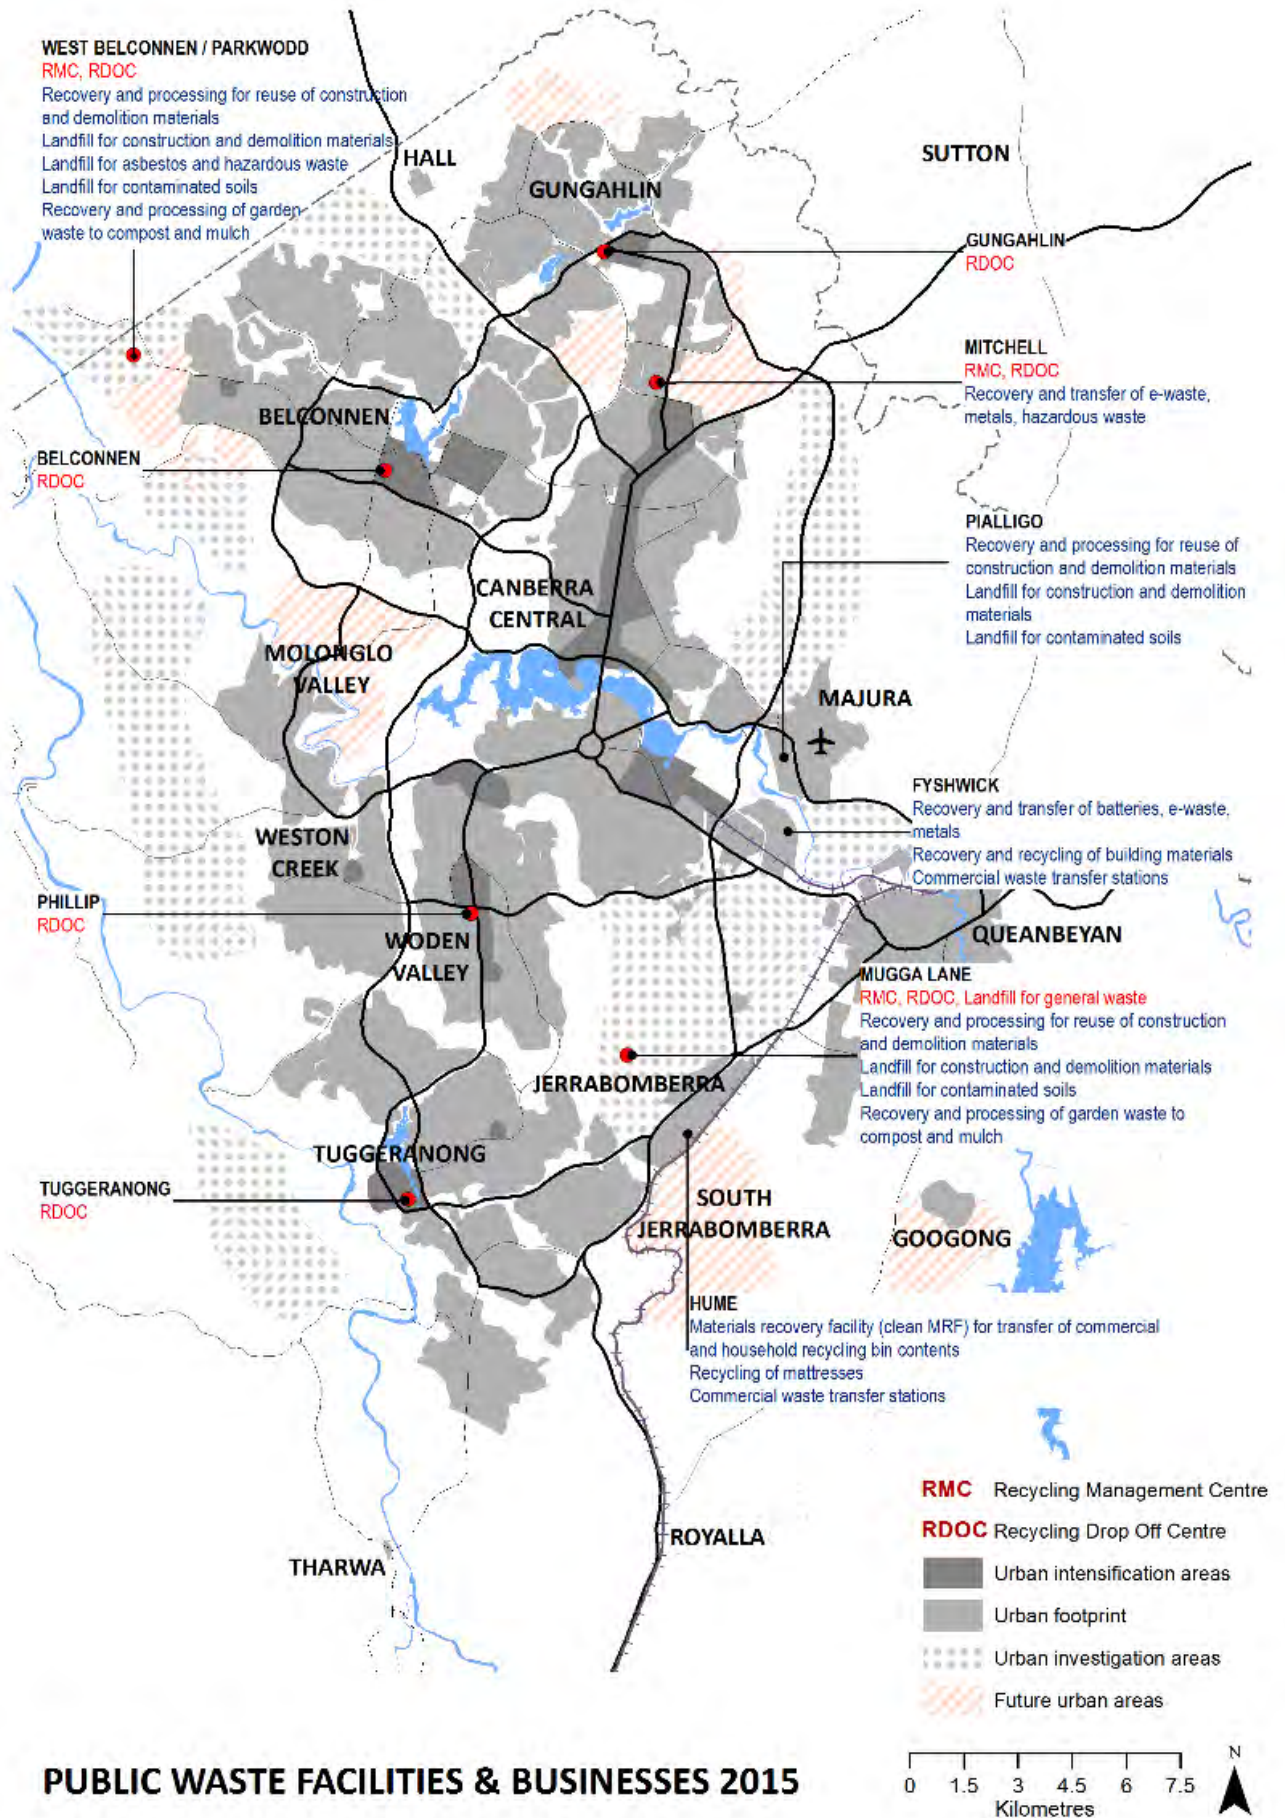 WEST BELCONNEN / PARKWODD
RMC, RDOC
Recovery and processing for reuse of construction
and demolition materials
Landfill for construction and demolition materials
Landfill for asbestos and hazardous waste
Landfill for contaminated soils
Recovery and processing of garden
waste to compost and mulch
HALL
SUTTON
GUNGAHLIN
GUNGAHLIN
RDOC
MITCHELL
RMC, RDOC
Recovery and transfer of e-waste,
metals, hazardous waste
BELCONNEN
BELCONNEN
RDOC
PIALLIGO
Recovery and processing for reuse of
construction and demolition materials
Landfill for construction and demolition
materials
Landfill for contaminated soils
CANBERRA
CENTRAL
MOLONGLO
VALLEY
MAJURA
FYSHWICK
Recovery and transfer of batteries, e-waste,
metals
Recovery and recycling of building materials
Commercial waste transfer stations
WESTON
CREEK
PHILLIP
RDOC
WODEN
VALLEY
QUEANBEYAN
MUGGA LANE
RMC, RDOC, Landfill for general waste
Recovery and processing for reuse of construction
and demolition materials
Landfill for construction and demolition materials
Landfill for contaminated soils
Recovery and processing of garden waste to
compost and mulch
JERRABOMBERRA
TUGGERANONG
TUGGERANONG
RDOC
SOUTH
JERRABOMBERRA
GOOGONG
HUME
Materials recovery facility (clean MRF) for transfer of commercial
and household recycling bin contents
Recycling of mattresses
Commercial waste transfer stations
ROYALLA
THARWA
RMC Recycling Management Centre
RDOC Recycling Drop Off Centre
Urban intensification areas
Urban footprint
Urban investigation areas
Future urban areas
PUBLIC WASTE FACILITIES & BUSINESSES 2015
0 1.5 3 4.5 6 7.5
Kilometres
N